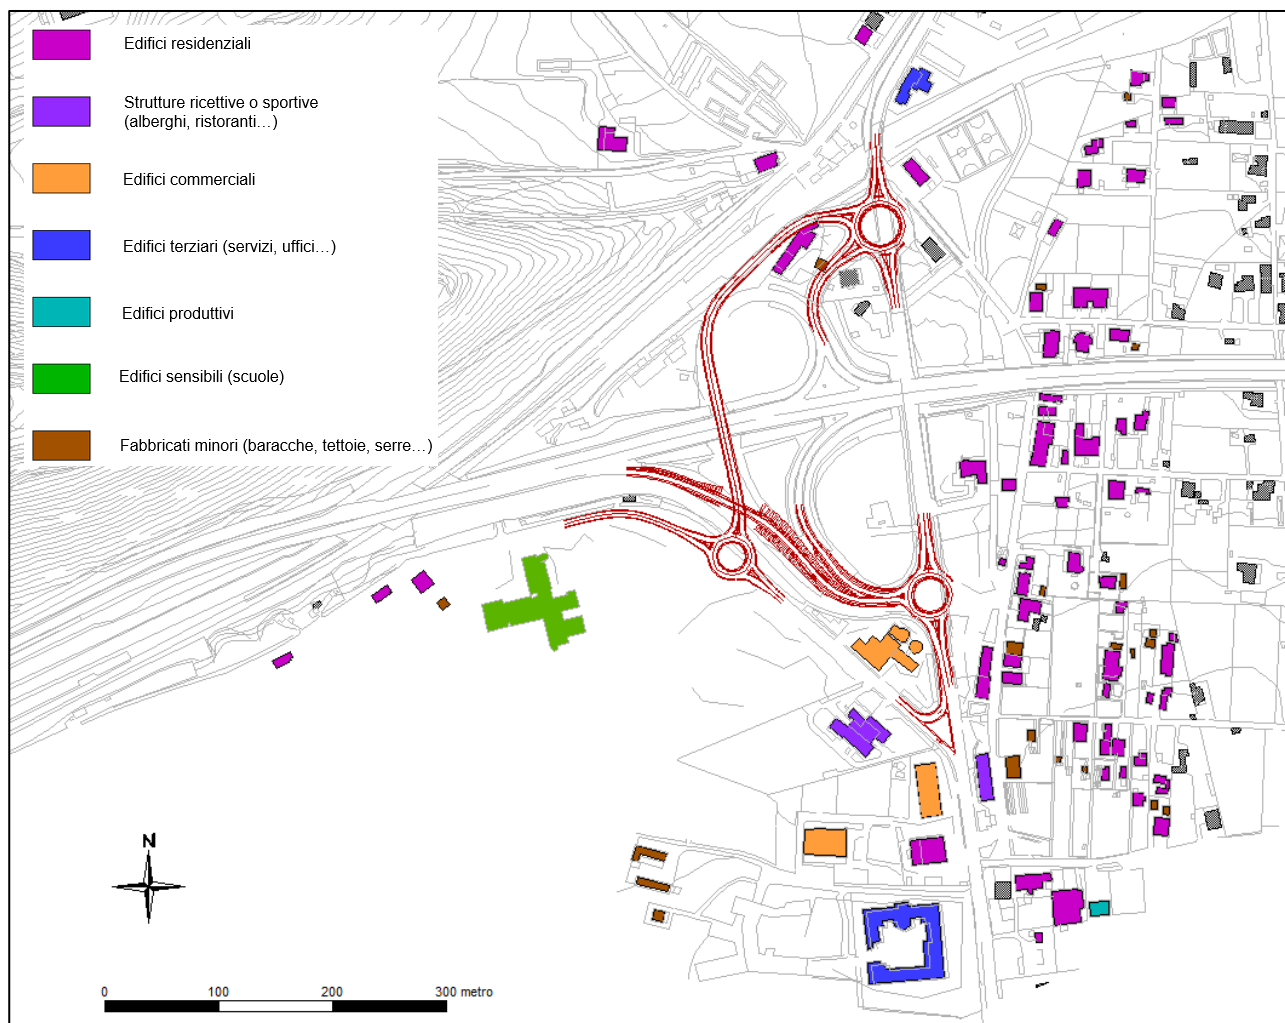 Edifici residenziali
Strutture ricettive o sportive
(alberghi, ristoranti…)
Edifici commerciali
Edifici terziari (servizi, uffici…)
Edifici produttivi
Edifici sensibili (scuole)
Fabbricati minori (baracche, tettoie, serre…)
N
0 100 200 300 metro